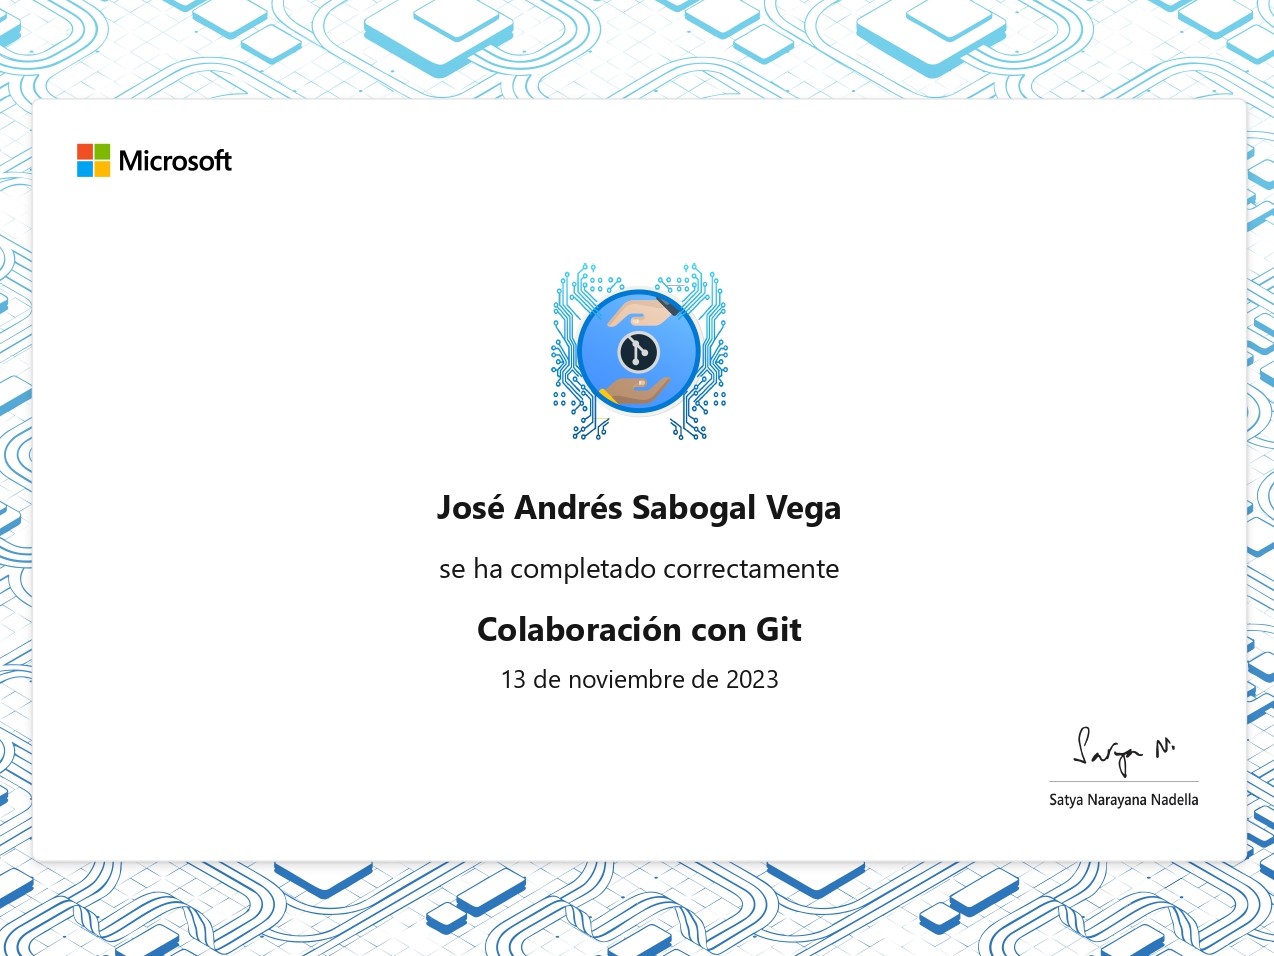 Microsoft
José Andrés Sabogal Vega
se ha completado correctamente
Colaboración con Git
13 de noviembre de 2023
Satya N.
Satya Narayana Nadella